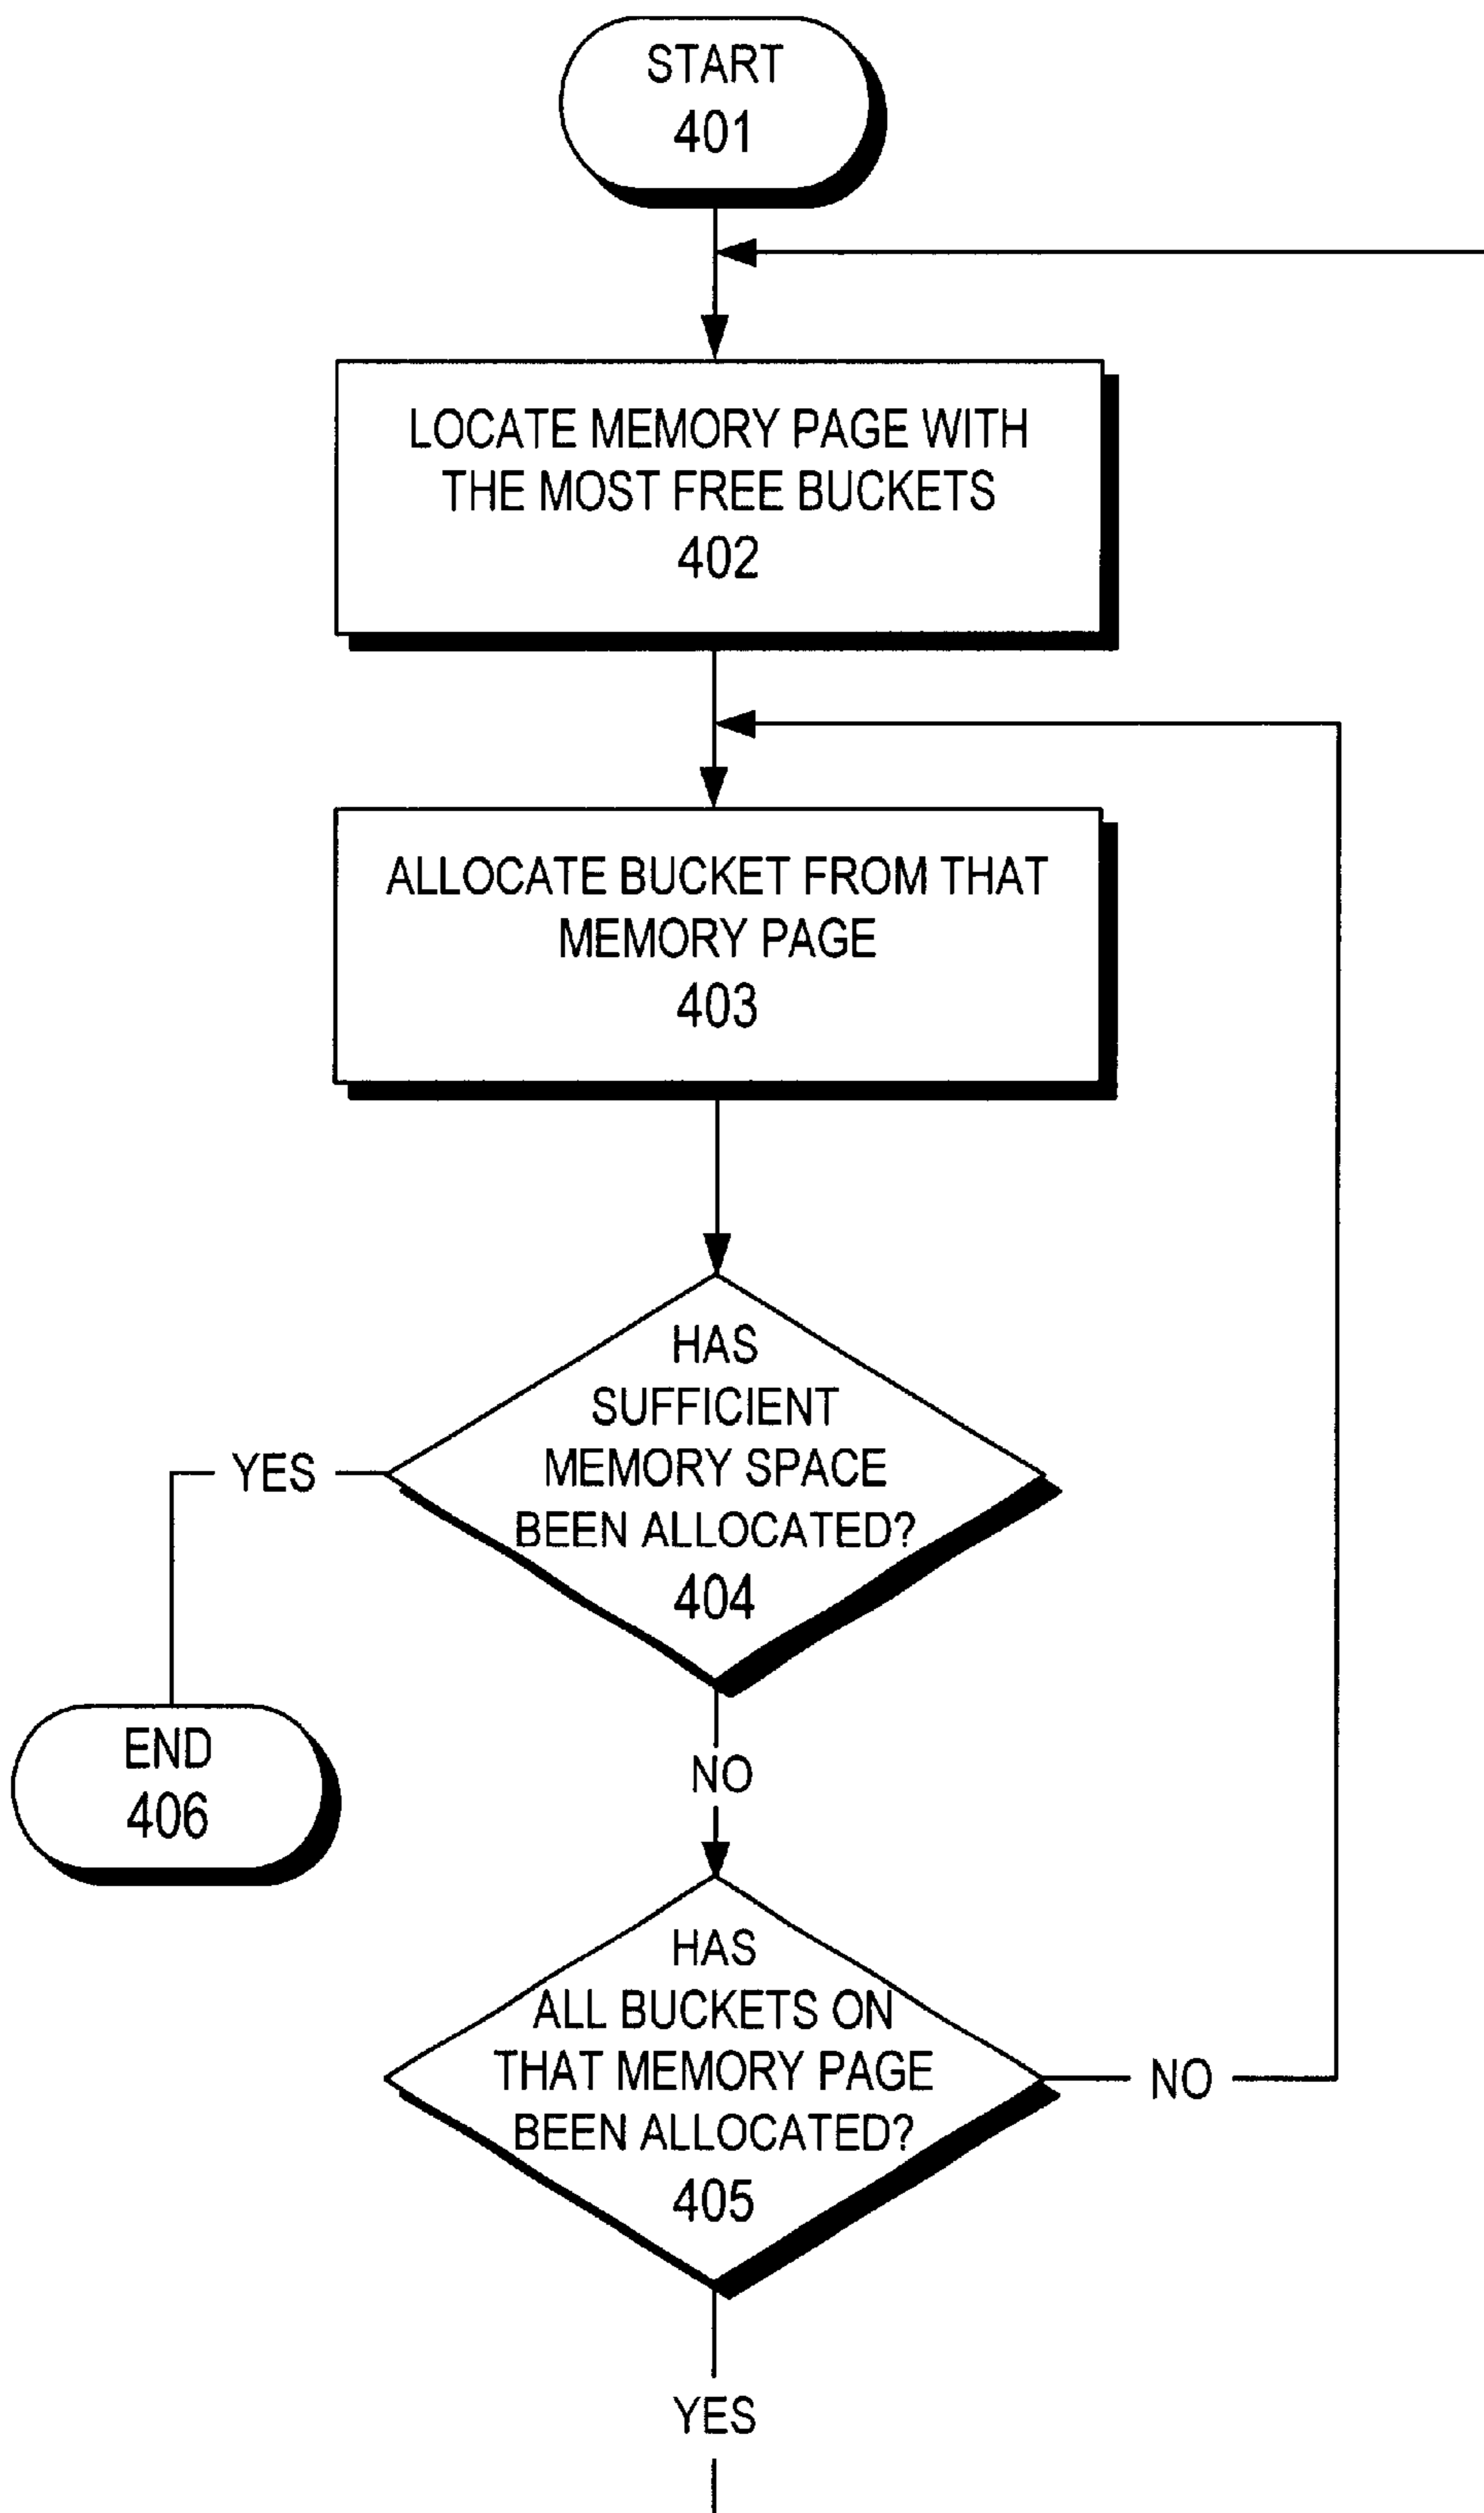 START
401
LOCATE MEMORY PAGE WITH
THE MOST FREE BUCKETS
402
ALLOCATE BUCKET FROM THAT
MEMORY PAGE
403
HAS
SUFFICIENT
MEMORY SPACE
BEEN ALLOCATED?
404
YES
NO
END
406
HAS
ALL BUCKETS ON
THAT MEMORY PAGE
BEEN ALLOCATED?
405
NO
YES